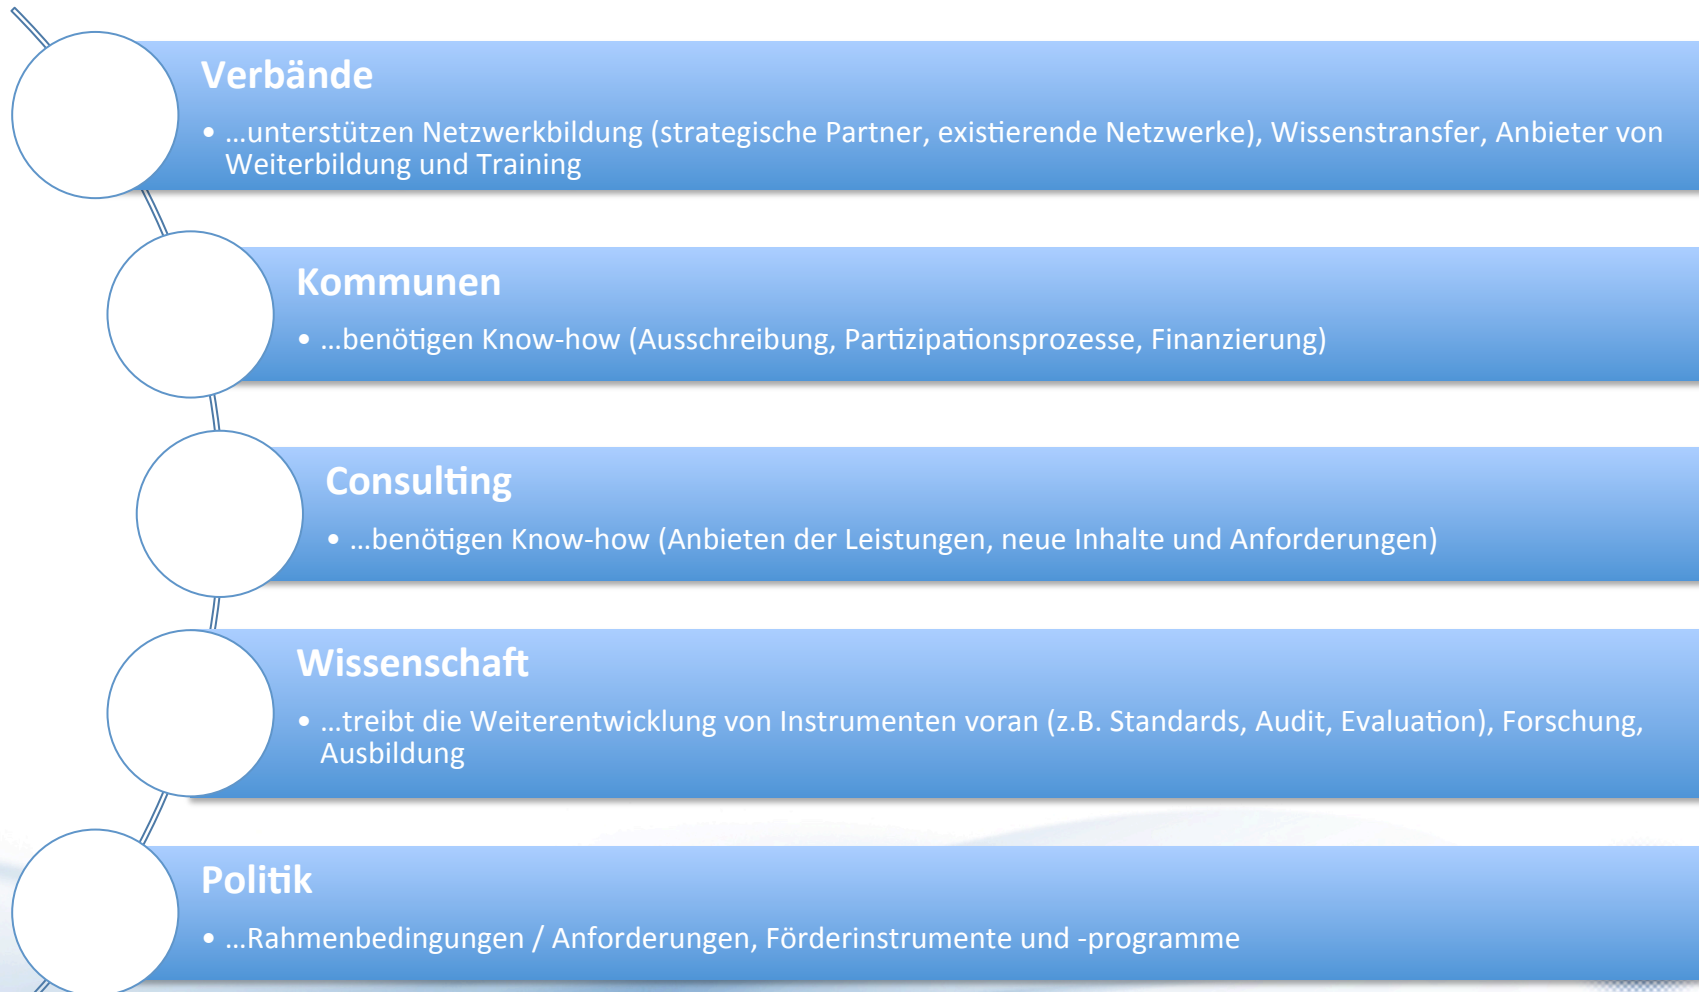 Verbände
• ...unterstützen Netzwerkbildung (strategische Partner, existierende Netzwerke), Wissenstransfer, Anbieter von
Weiterbildung und Training
Kommunen
• ...benötigen Know-how (Ausschreibung, Partizipationsprozesse, Finanzierung)
Consulting
• ...benötigen Know-how (Anbieten der Leistungen, neue Inhalte und Anforderungen)
Wissenschaft
• ...treibt die Weiterentwicklung von Instrumenten voran (z.B. Standards, Audit, Evaluation), Forschung,
Ausbildung
Politik
• ...Rahmenbedingungen / Anforderungen, Förderinstrumente und -programme